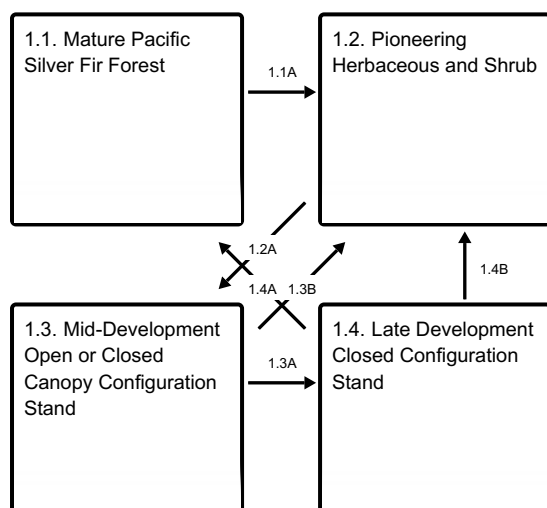 1.1. Mature Pacific
Silver Fir Forest
1.1A
1.2. Pioneering
Herbaceous and Shrub
1.2A
1.4A
1.3B
1.4B
1.3. Mid-Development
Open or Closed
Canopy Configuration
Stand
1.3A
1.4. Late Development
Closed Configuration
Stand